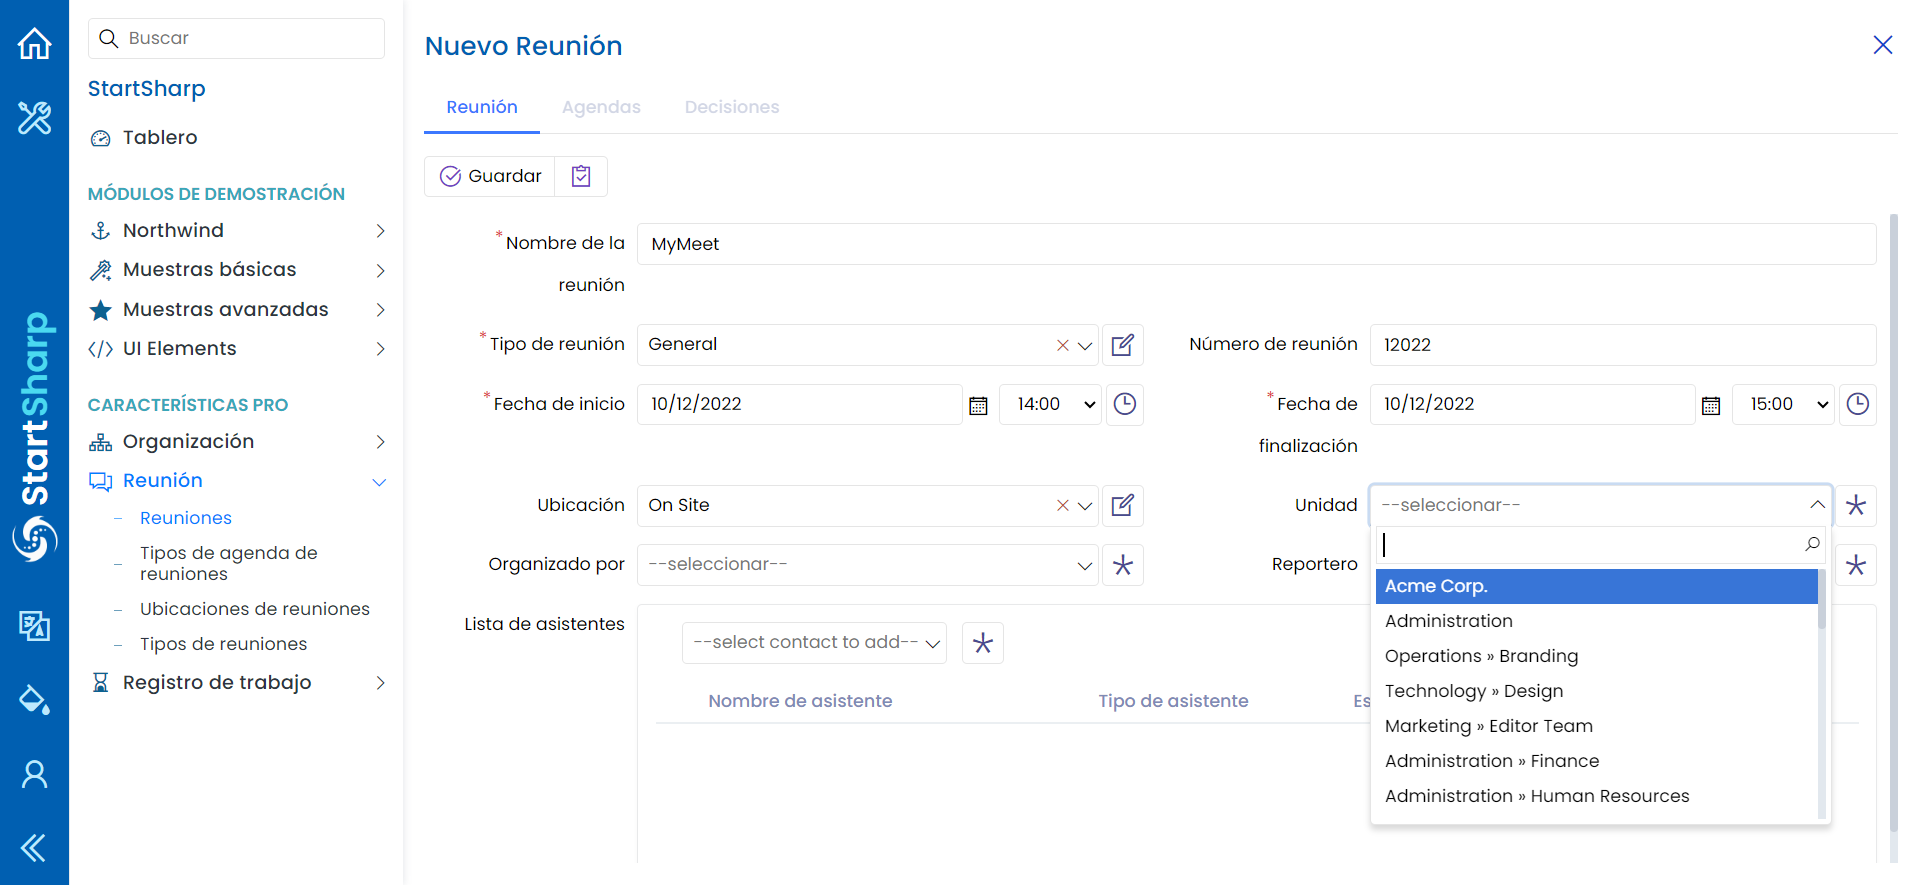 StartSharp
Buscar
StartSharp
Tablero
MÓDULOS DE DEMOSTRACIÓN
Northwind
Muestras básicas
Muestras avanzadas
UI Elements
CARACTERÍSTICAS PRO
Organización
Reunión
Reuniones
Tipos de agenda de
reuniones
Ubicaciones de reuniones
Tipos de reuniones
Registro de trabajo
Nuevo Reunión
Reunión
Agendas
Decisiones
Guardar
*Nombre de la
reunión
MyMeet
*Tipo de reunión
General
Número de reunión
12022
*Fecha de inicio
10/12/2022
14:00
*Fecha de
finalización
10/12/2022
15:00
Ubicación
On Site
Unidad
--seleccionar--
Organizado por
--seleccionar--
Reportero
Acme Corp.
Administration
Operations » Branding
Technology » Design
Marketing » Editor Team
Administration » Finance
Administration » Human Resources
Lista de asistentes
--select contact to add--
Nombre de asistente
Tipo de asistente
Es